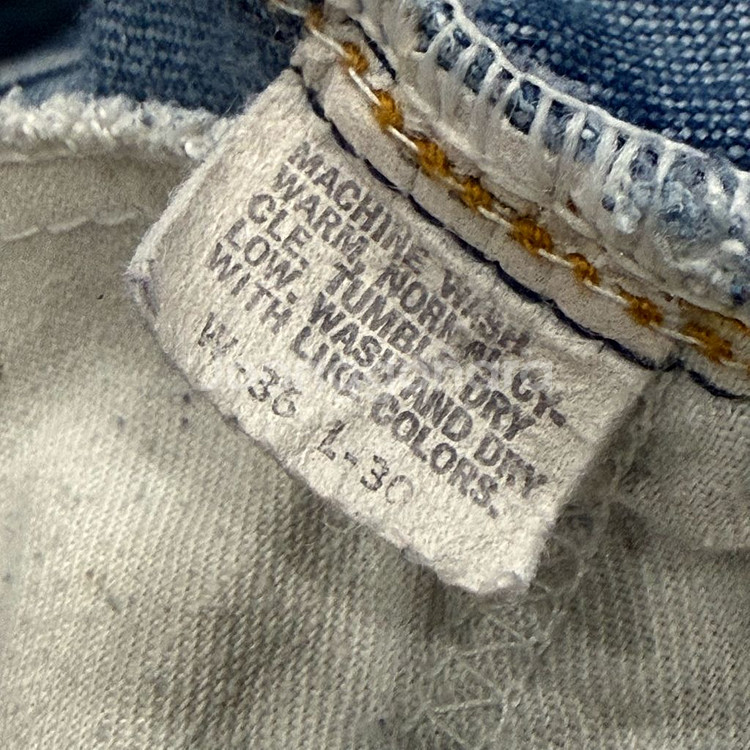 MACHINE WASH
WARM, NORMAL CY-
CLE, TUMBLE DRY
LOW. WASH AND DRY
WITH LIKE COLORS.
W-36 L-30